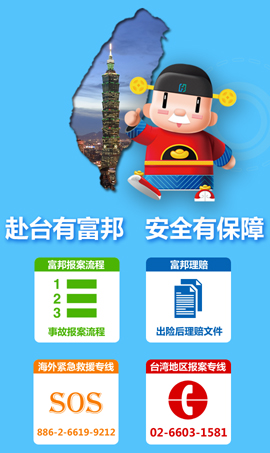 赴台有富邦 安全有保障
富邦报案流程
1
2
3
事故报案流程
富邦理赔
出险后理赔文件
海外紧急救援专线
SOS
886-2-6619-9212
台湾地区报案专线
02-6603-1581